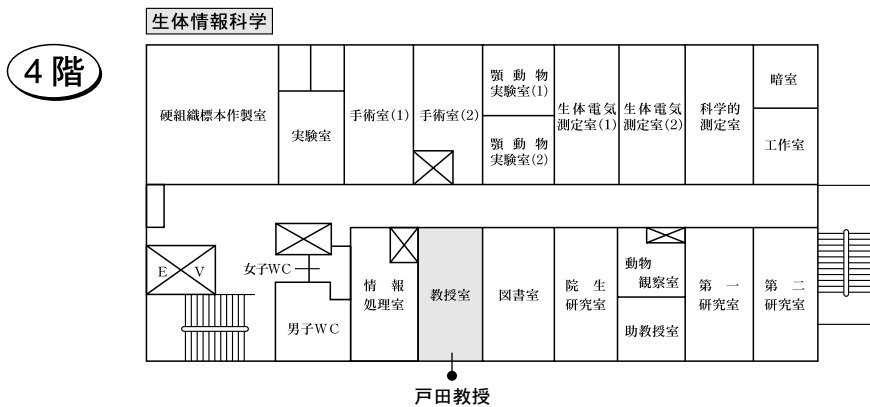 生体情報科学
4階
硬組織標本作製室
実験室
手術室(1)
手術室(2)
顎動物
実験室(1)
顎動物
実験室(2)
生体電気
測定室(1)
生体電気
測定室(2)
科学的
測定室
暗室
工作室
EV
女子WC
男子WC
情報
処理室
教授室
図書室
院生
研究室
動物
観察室
助教授室
第一
研究室
第二
研究室
戸田教授